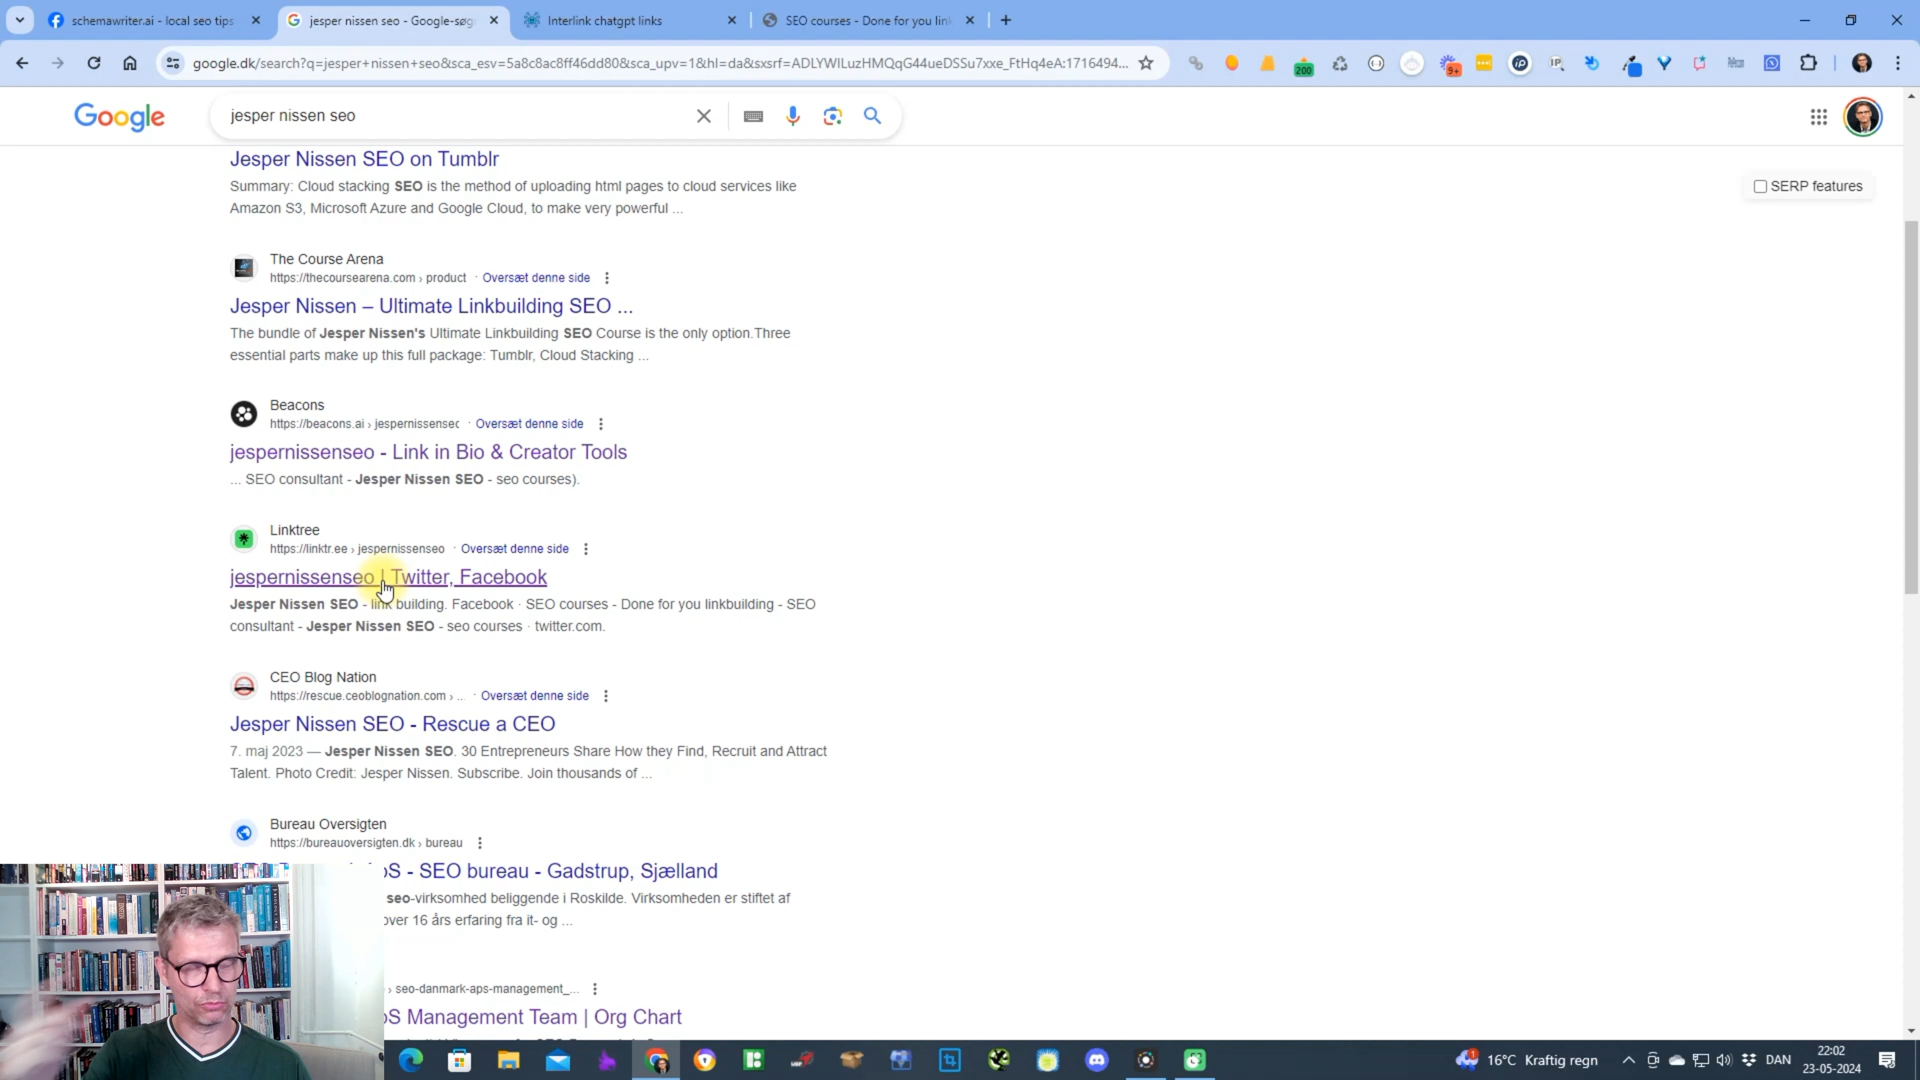 schemawriter.ai - local seo tips
jesper nissen seo - Google-søg
Interlink chatgpt links
SEO courses - Done for you link
google.dk/search?q=jesper+nissen+seo&sca_esv=5a8c8ac8ff46dd80&sca_upv=1&hl=da&sxsrf=ADLYWILuzHMQqG44ueDSSu7xxe_FtHq4eA:1716494...
200
9+
IP
Google
jesper nissen seo
SERP features
Jesper Nissen SEO on Tumblr
Summary: Cloud stacking SEO is the method of uploading html pages to cloud services like
Amazon S3, Microsoft Azure and Google Cloud, to make very powerful ...
The Course Arena
https://thecoursearena.com › product · Oversæt denne side
Jesper Nissen – Ultimate Linkbuilding SEO ...
The bundle of Jesper Nissen's Ultimate Linkbuilding SEO Course is the only option.Three
essential parts make up this full package: Tumblr, Cloud Stacking ...
Beacons
https://beacons.ai › jespernissenseo · Oversæt denne side
jespernissenseo - Link in Bio & Creator Tools
... SEO consultant - Jesper Nissen SEO - seo courses).
Linktree
https://linktr.ee › jespernissenseo · Oversæt denne side
jespernissenseo | Twitter, Facebook
Jesper Nissen SEO - link building. Facebook · SEO courses - Done for you linkbuilding - SEO
consultant - Jesper Nissen SEO - seo courses · twitter.com.
CEO Blog Nation
https://rescue.ceoblognation.com › ... · Oversæt denne side
Jesper Nissen SEO - Rescue a CEO
7. maj 2023 — Jesper Nissen SEO. 30 Entrepreneurs Share How they Find, Recruit and Attract
Talent. Photo Credit: Jesper Nissen. Subscribe. Join thousands of ...
Bureau Oversigten
https://bureauoversigten.dk › bureau
- SEO bureau - Gadstrup, Sjælland
seo-virksomhed beliggende i Roskilde. Virksomheden er stiftet af
over 16 års erfaring fra it- og ...
› seo-danmark-aps-management_...
Management Team | Org Chart
16°C Kraftig regn
DAN
22:02
23-05-2024